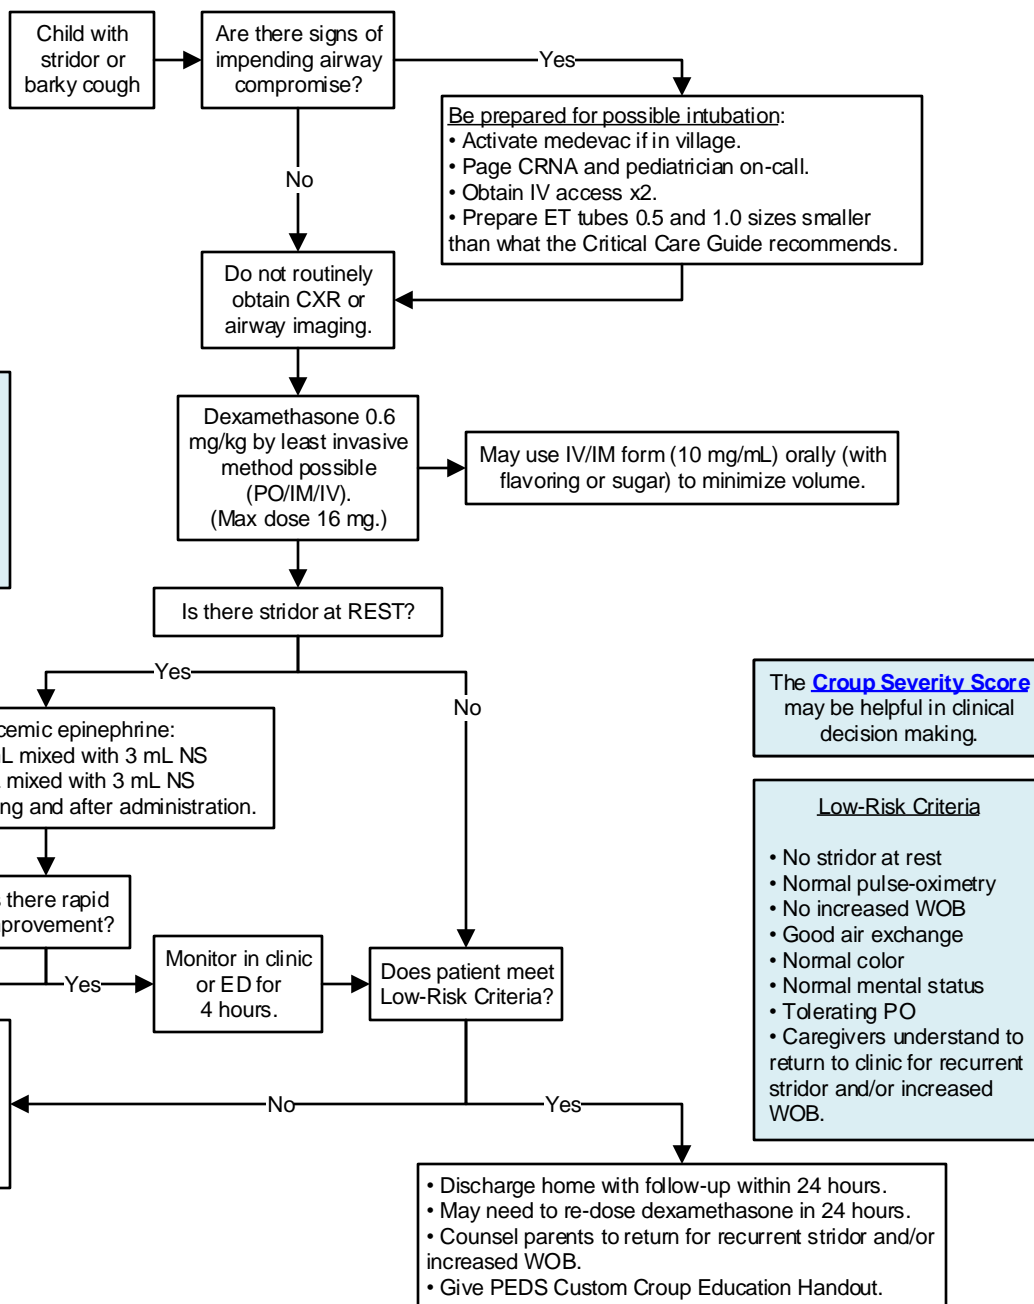 Child with
stridor or
barky cough
Are there signs of
impending airway
compromise?
Yes
Be prepared for possible intubation:
• Activate medevac if in village.
• Page CRNA and pediatrician on-call.
• Obtain IV access x2.
• Prepare ET tubes 0.5 and 1.0 sizes smaller
than what the Critical Care Guide recommends.
No
Do not routinely
obtain CXR or
airway imaging.
Dexamethasone 0.6
mg/kg by least invasive
method possible
(PO/IM/IV).
(Max dose 16 mg.)
May use IV/IM form (10 mg/mL) orally (with
flavoring or sugar) to minimize volume.
Is there stridor at REST?
Yes
No
cemic epinephrine:
mixed with 3 mL NS
mixed with 3 mL NS
ng and after administration.
there rapid
provement?
Yes
Monitor in clinic
or ED for
4 hours.
Does patient meet
Low-Risk Criteria?
No
Yes
• Discharge home with follow-up within 24 hours.
• May need to re-dose dexamethasone in 24 hours.
• Counsel parents to return for recurrent stridor and/or
increased WOB.
• Give PEDS Custom Croup Education Handout.
The Croup Severity Score
may be helpful in clinical
decision making.
Low-Risk Criteria
• No stridor at rest
• Normal pulse-oximetry
• No increased WOB
• Good air exchange
• Normal color
• Normal mental status
• Tolerating PO
• Caregivers understand to
return to clinic for recurrent
stridor and/or increased
WOB.